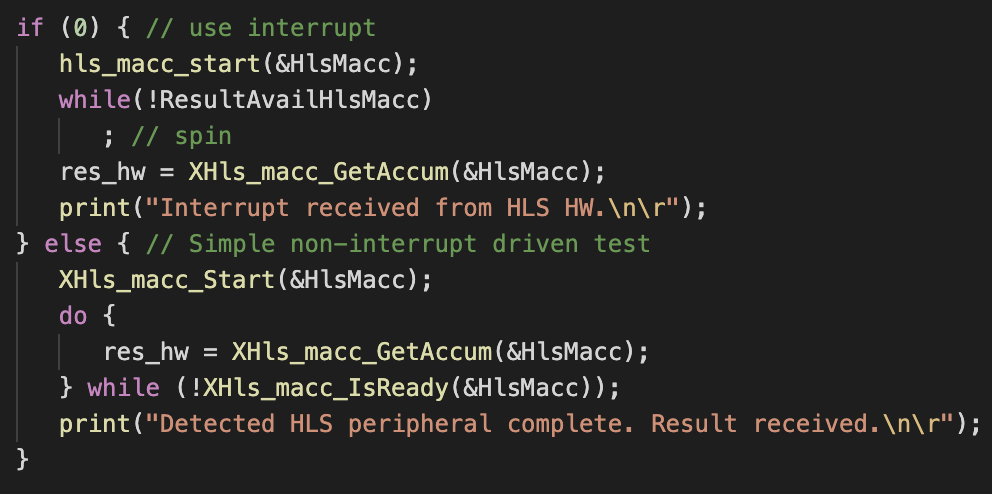 if (0) { // use interrupt
hls_macc_start(&HlsMacc);
while(!ResultAvailHlsMacc)
; // spin
res_hw = XHls_macc_GetAccum(&HlsMacc);
print("Interrupt received from HLS HW.\n\r");
} else { // Simple non-interrupt driven test
XHls_macc_Start(&HlsMacc);
do {
res_hw = XHls_macc_GetAccum(&HlsMacc);
} while (!XHls_macc_IsReady(&HlsMacc));
print("Detected HLS peripheral complete. Result received.\n\r");
}